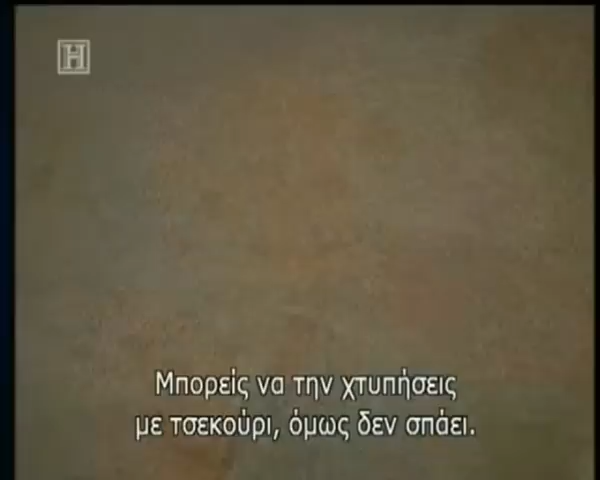 H
Μπορείς να την χτυπήσεις
με τσεκούρι, όμως δεν σπάει.